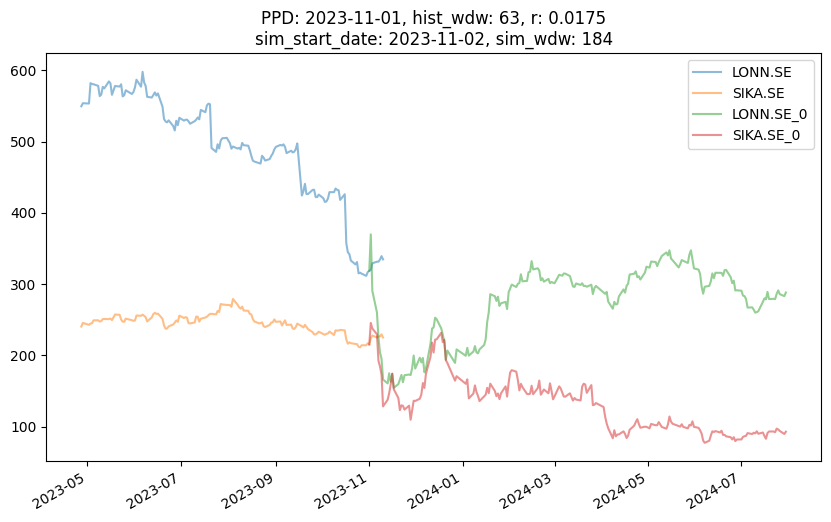 PPD: 2023-11-01, hist_wdw: 63, r: 0.0175
sim_start_date: 2023-11-02, sim_wdw: 184
LONN.SE
SIKA.SE
LONN.SE_0
SIKA.SE_0
600
500
400
300
200
100
2023-05
2023-07
2023-09
2023-11
2024-01
2024-03
2024-05
2024-07